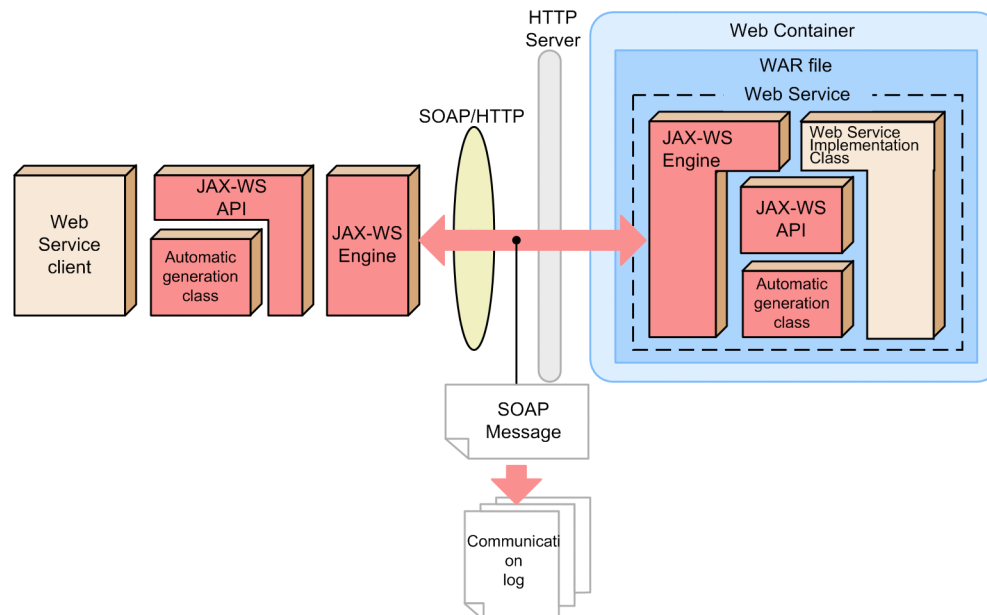 HTTP
Server
Web Container
WAR file
Web Service
SOAP/HTTP
JAX-WS
Engine
Web Service
Implementation
Class
JAX-WS
API
Automatic
generation
class
Web
Service
client
JAX-WS
API
Automatic
generation
class
JAX-WS
Engine
SOAP
Message
Communicati
on
log